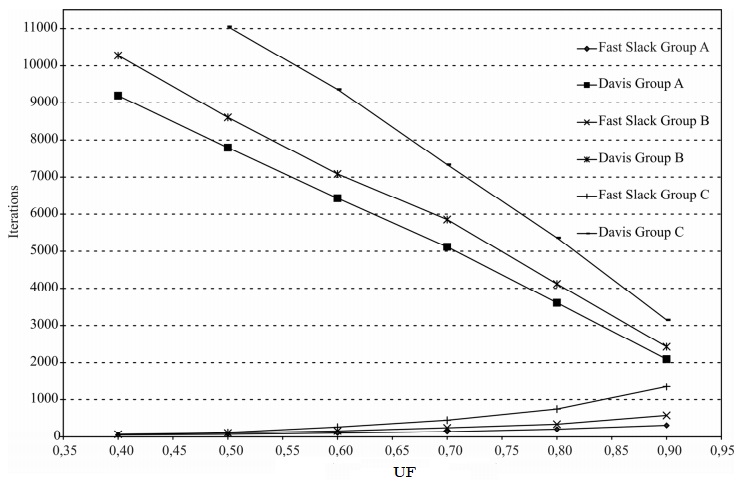 11000
10000
9000
8000
7000
6000
5000
4000
3000
2000
1000
0
Iterations
0,35 0,40 0,45 0,50 0,55 0,60 0,65 0,70 0,75 0,80 0,85 0,90 0,95
UF
Fast Slack Group A
Davis Group A
Fast Slack Group B
Davis Group B
Fast Slack Group C
Davis Group C